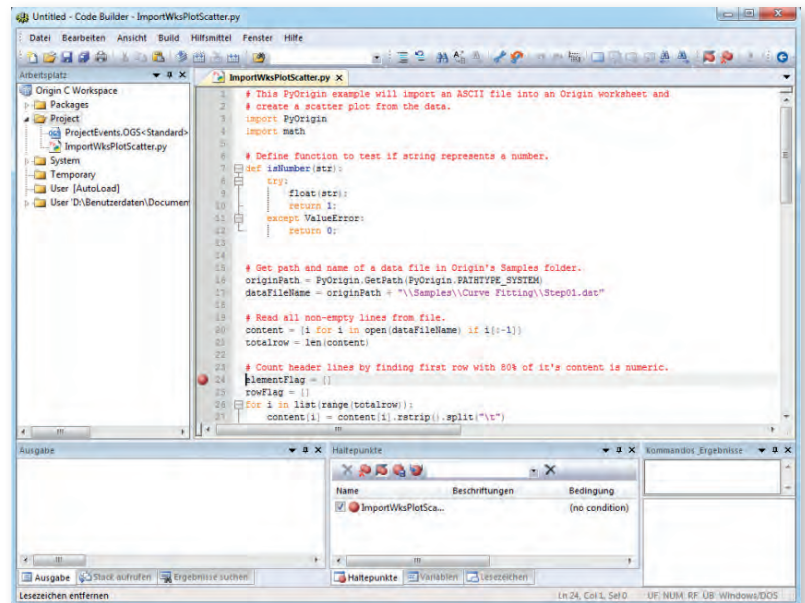 Untitled - Code Builder - ImportWksPlotScatter.py
Datei Bearbeiten Ansicht Build Hilfsmittel Fenster Hilfe
Arbeitsplatz
Origin C Workspace
Packages
Project
ProjectEvents.OGS<Standard>
ImportWksPlotScatter.py
System
Temporary
User [AutoLoad]
User 'D:\Benutzerdaten\Documen
ImportWksPlotScatter.py
1 # This PyOrigin example will import an ASCII file into an Origin worksheet and
2 # create a scatter plot from the data.
3 import PyOrigin
4 import math
5
6 # Define function to test if string represents a number.
7 def isNumber(str):
8 try:
9 float(str);
10 return 1;
11 except ValueError:
12 return 0;
13
14
15 # Get path and name of a data file in Origin's Samples folder.
16 originPath = PyOrigin.GetPath(PyOrigin.PATHTYPE_SYSTEM)
17 dataFileName = originPath + "\\Samples\\Curve Fitting\\Step01.dat"
18
19 # Read all non-empty lines from file.
20 content = [i for i in open(dataFileName) if i[:-1]]
21 totalrow = len(content)
22
23 # Count header lines by finding first row with 80% of it's content is numeric.
24 elementFlag = []
25 rowFlag = []
26 for i in list(range(totalrow)):
27 content[i] = content[i].rstrip().split("\t")
Ausgabe
Ausgabe Stack aufrufen Ergebnisse suchen
Haltepunkte
Name Beschriftungen Bedingung
ImportWksPlotSca... (no condition)
Haltepunkte Variablen Lesezeichen
Kommandos_Ergebnisse
Lesezeichen entfernen
Ln 24, Col 1, Sel 0 UF NUM RF ÜB Windows/DOS